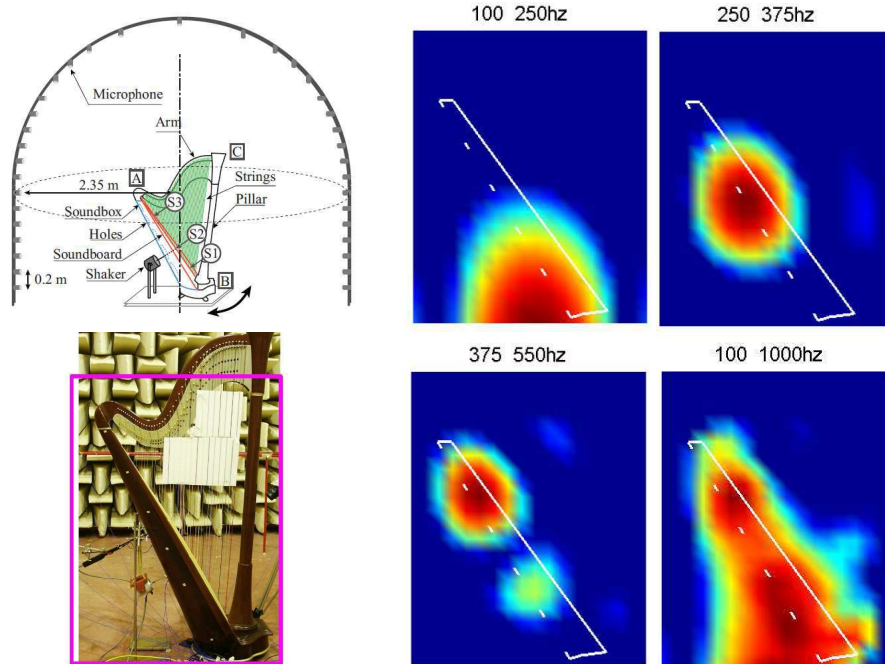 Microphone
Arm
C
A
2.35 m
Strings
S3
Pillar
Soundbox
Holes
S2
Soundboard
S1
Shaker
B
0.2 m
100 250hz
250 375hz
375 550hz
100 1000hz